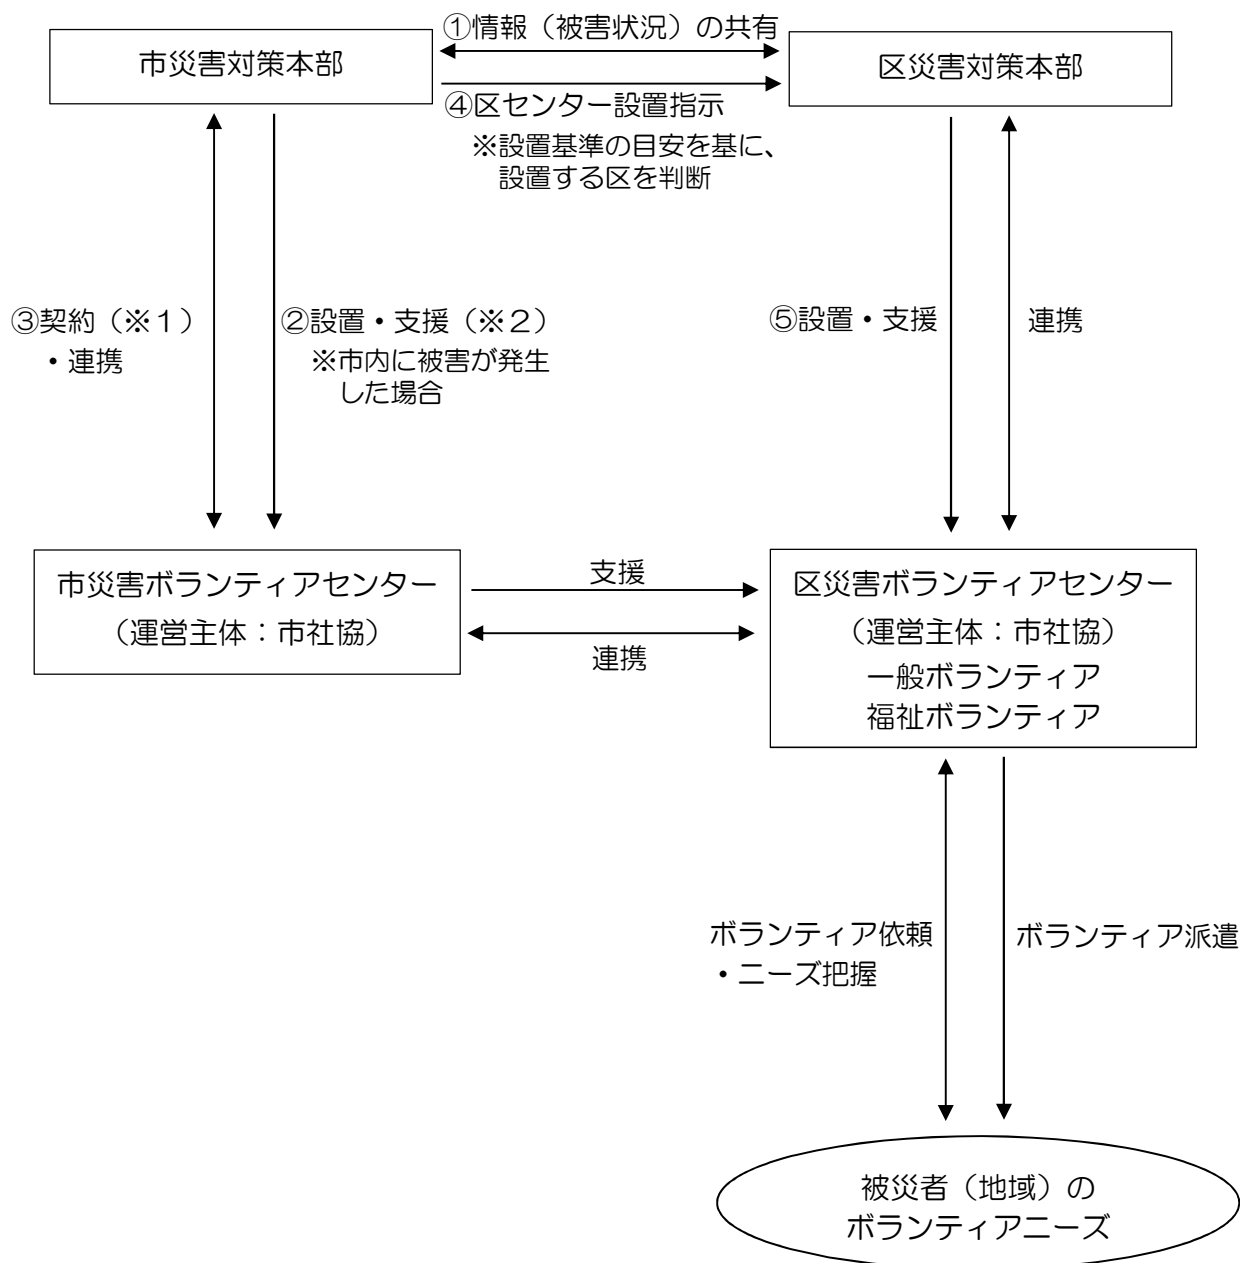 ①情報（被害状況）の共有
市災害対策本部
区災害対策本部
④区センター設置指示
※設置基準の目安を基に、
設置する区を判断
③契約（※１）
・連携
②設置・支援（※２）
※市内に被害が発生
した場合
⑤設置・支援
連携
市災害ボランティアセンター
（運営主体：市社協）
支援
連携
区災害ボランティアセンター
（運営主体：市社協）
一般ボランティア
福祉ボランティア
ボランティア依頼
・ニーズ把握
ボランティア派遣
被災者（地域）の
ボランティアニーズ